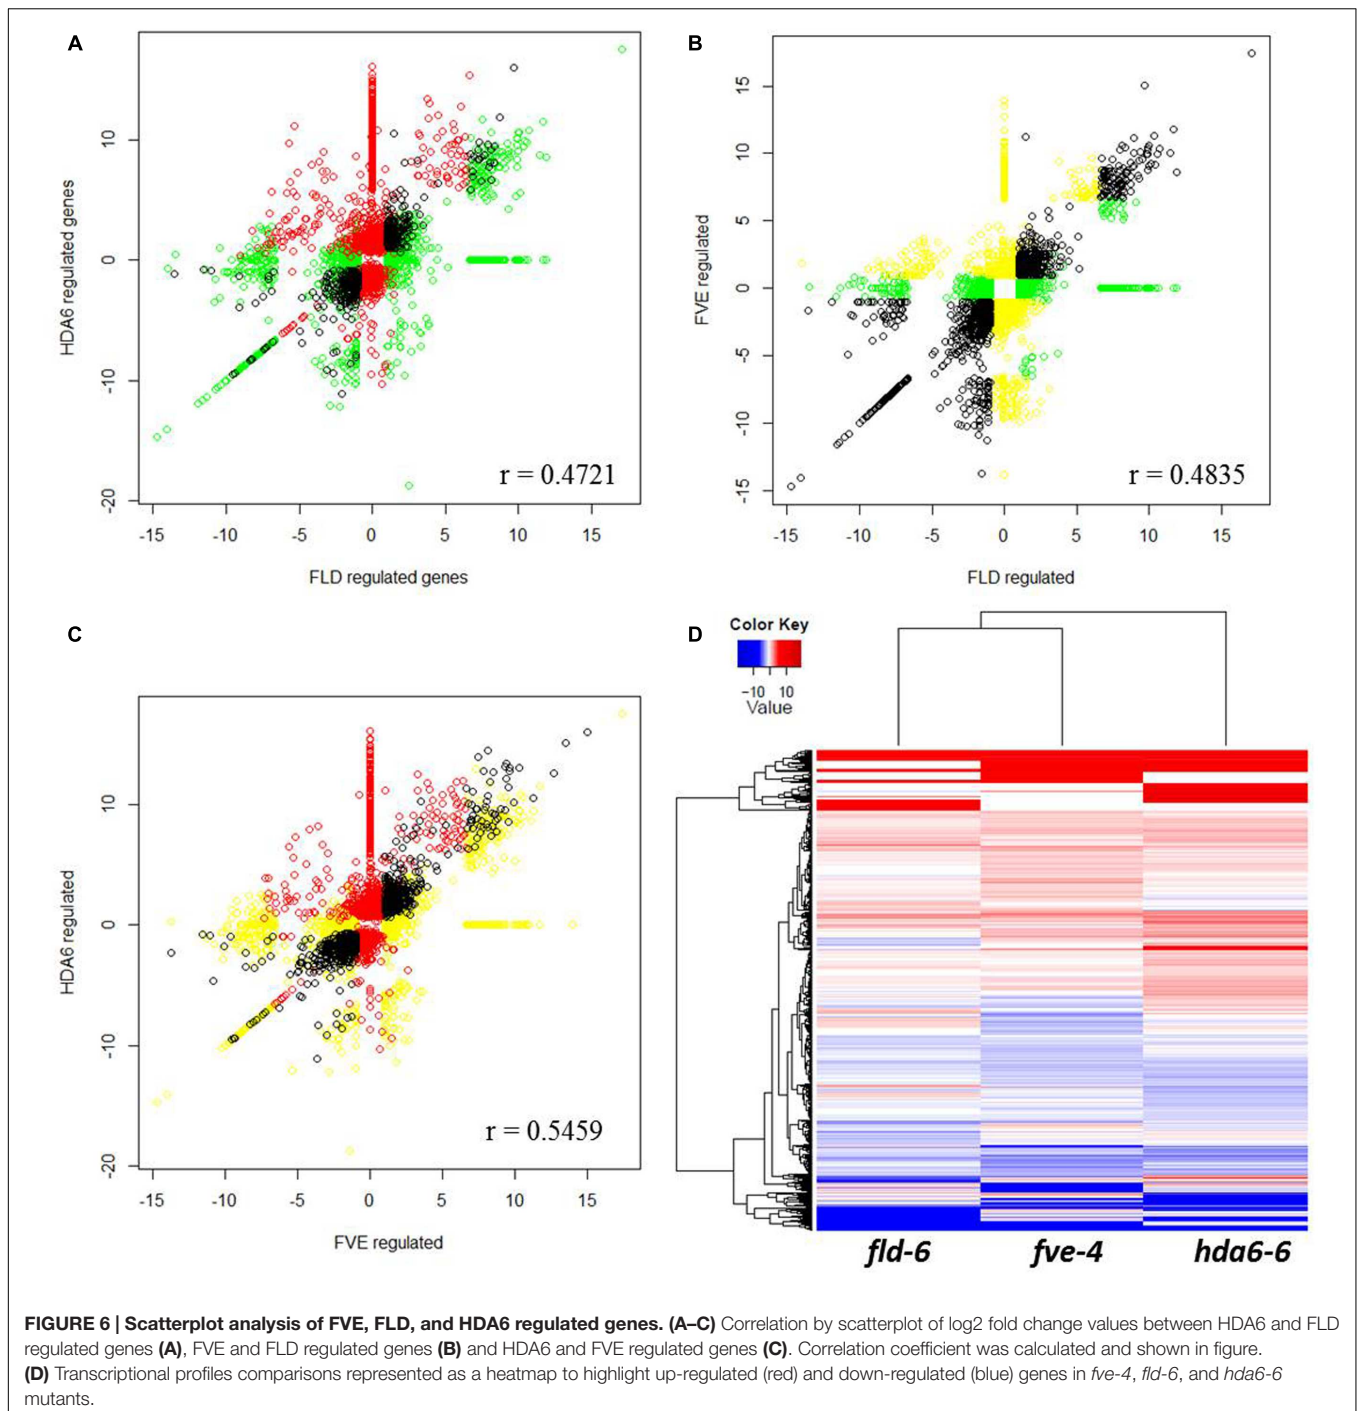 A
HDA6 regulated genes
10
0
-10
-20
r = 0.4721
-15 -10 -5 0 5 10 15
FLD regulated genes
B
FVE regulated
15
10
5
0
-5
-10
-15
r = 0.4835
-15 -10 -5 0 5 10 15
FLD regulated
C
HDA6 regulated
10
0
-10
-20
r = 0.5459
-15 -10 -5 0 5 10 15
FVE regulated
D
Color Key
−10 10
Value
fld-6 fve-4 hda6-6
FIGURE 6 | Scatterplot analysis of FVE, FLD, and HDA6 regulated genes. (A–C) Correlation by scatterplot of log2 fold change values between HDA6 and FLD
regulated genes (A), FVE and FLD regulated genes (B) and HDA6 and FVE regulated genes (C). Correlation coefficient was calculated and shown in figure.
(D) Transcriptional profiles comparisons represented as a heatmap to highlight up-regulated (red) and down-regulated (blue) genes in fve-4, fld-6, and hda6-6
mutants.